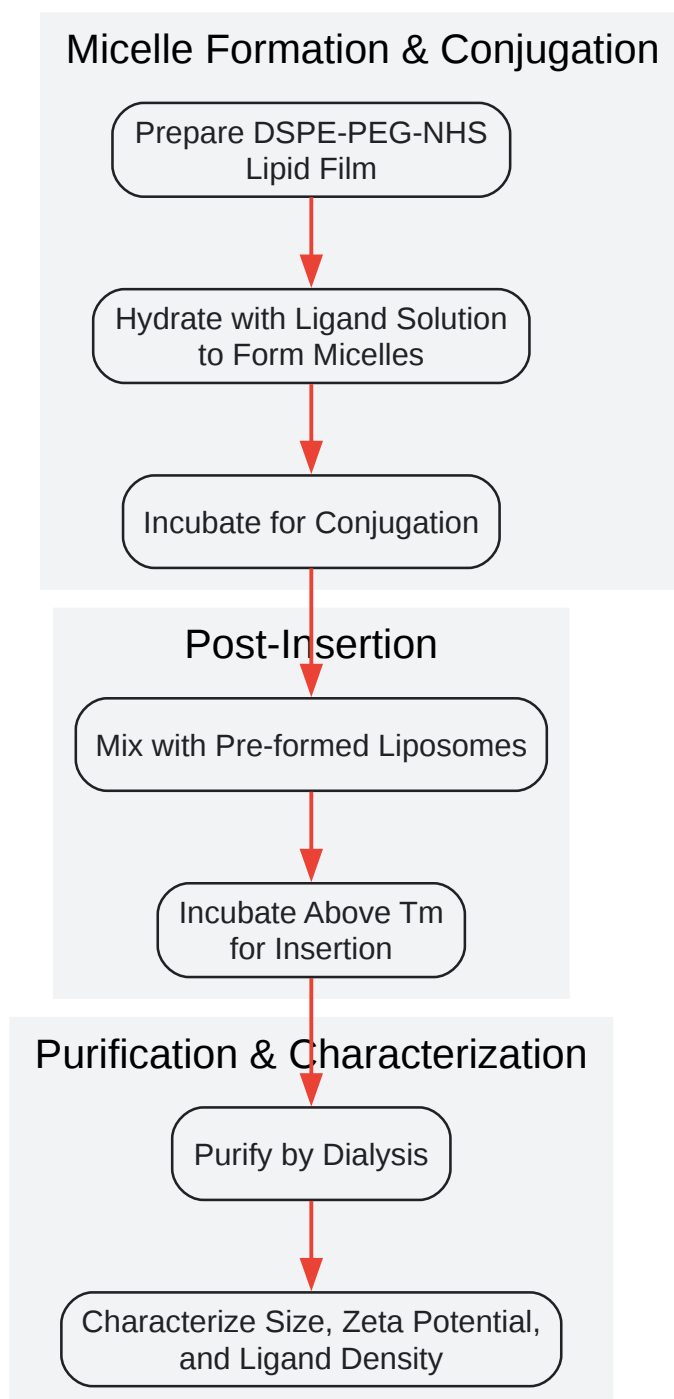 Micelle Formation & Conjugation
Prepare DSPE-PEG-NHS
Lipid Film
Hydrate with Ligand Solution
to Form Micelles
Incubate for Conjugation
Post-Insertion
Mix with Pre-formed Liposomes
Incubate Above Tm
for Insertion
Purification & Characterization
Purify by Dialysis
Characterize Size, Zeta Potential,
and Ligand Density